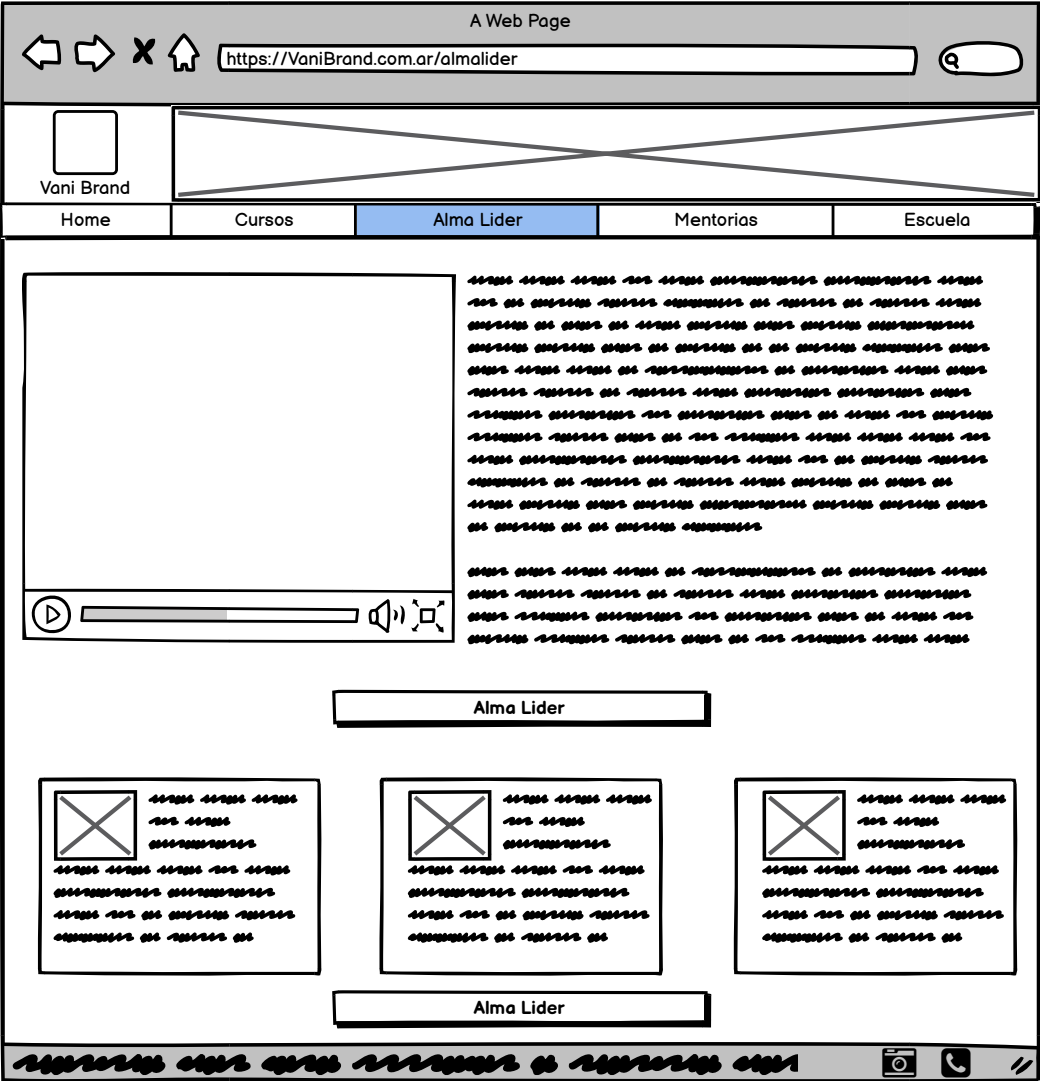 A Web Page
https://VaniBrand.com.ar/almalider
Vani Brand
Home
Cursos
Alma Lider
Mentorias
Escuela
Alma Lider
Alma Lider